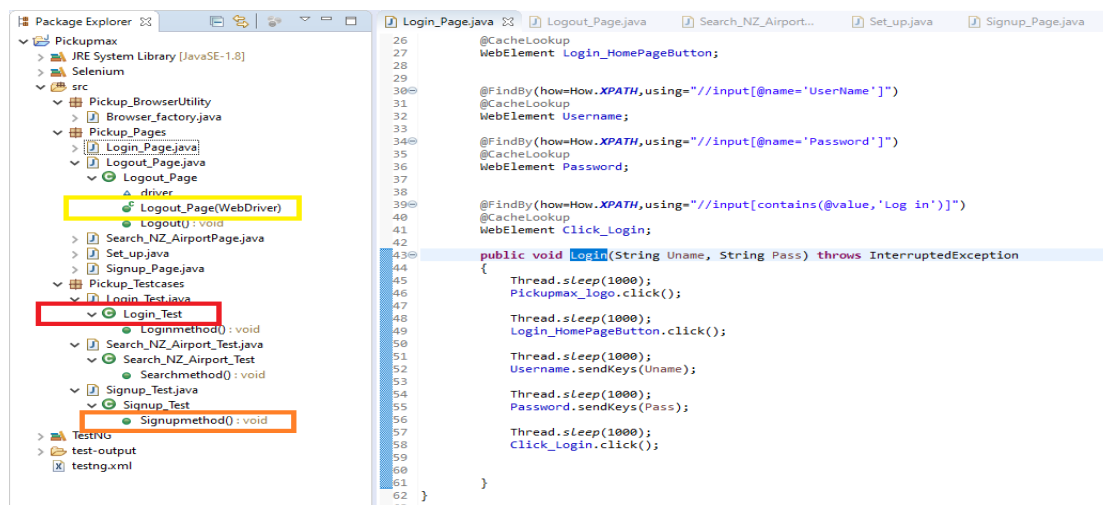 Package Explorer
Pickupmax
JRE System Library [JavaSE-1.8]
Selenium
src
Pickup_BrowserUtility
Browser_factory.java
Pickup_Pages
Login_Page.java
Logout_Page.java
Logout_Page
driver
Logout_Page(WebDriver)
Logout() : void
Search_NZ_AirportPage.java
Set_up.java
Signup_Page.java
Pickup_Testcases
Login_Test.java
Login_Test
Loginmethod() : void
Search_NZ_Airport_Test.java
Search_NZ_Airport_Test
Searchmethod() : void
Signup_Test.java
Signup_Test
Signupmethod() : void
TestNG
test-output
testng.xml
Login_Page.java Logout_Page.java Search_NZ_Airport... Set_up.java Signup_Page.java
26 @CacheLookup
27 WebElement Login_HomePageButton;
28
29
30 @FindBy(how=How.XPATH,using="//input[@name='UserName']")
31 @CacheLookup
32 WebElement Username;
33
34 @FindBy(how=How.XPATH,using="//input[@name='Password']")
35 @CacheLookup
36 WebElement Password;
37
38
39 @FindBy(how=How.XPATH,using="//input[contains(@value,'Log in')]")
40 @CacheLookup
41 WebElement Click_Login;
42
43 public void Login(String Uname, String Pass) throws InterruptedException
44 {
45 Thread.sleep(1000);
46 Pickupmax_logo.click();
47
48 Thread.sleep(1000);
49 Login_HomePageButton.click();
50
51 Thread.sleep(1000);
52 Username.sendKeys(Uname);
53
54 Thread.sleep(1000);
55 Password.sendKeys(Pass);
56
57 Thread.sleep(1000);
58 Click_Login.click();
59
60
61 }
62 }